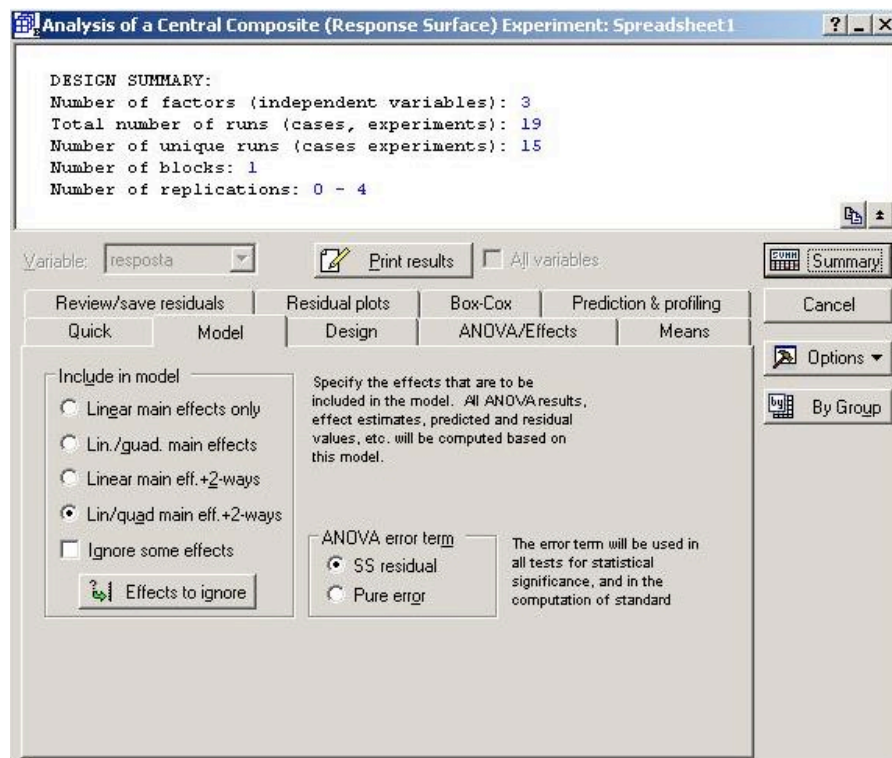 Analysis of a Central Composite (Response Surface) Experiment: Spreadsheet1
DESIGN SUMMARY:
Number of factors (independent variables): 3
Total number of runs (cases, experiments): 19
Number of unique runs (cases experiments): 15
Number of blocks: 1
Number of replications: 0 - 4
Variable: resposta
Print results
All variables
Summary
Review/save residuals
Residual plots
Box-Cox
Prediction & profiling
Cancel
Quick
Model
Design
ANOVA/Effects
Means
Options
By Group
Include in model
Linear main effects only
Lin./quad. main effects
Linear main eff.+2-ways
Lin/quad main eff.+2-ways
Ignore some effects
Effects to ignore
Specify the effects that are to be
included in the model. All ANOVA results,
effect estimates, predicted and residual
values, etc. will be computed based on
this model.
ANOVA error term
SS residual
Pure error
The error term will be used in
all tests for statistical
significance, and in the
computation of standard